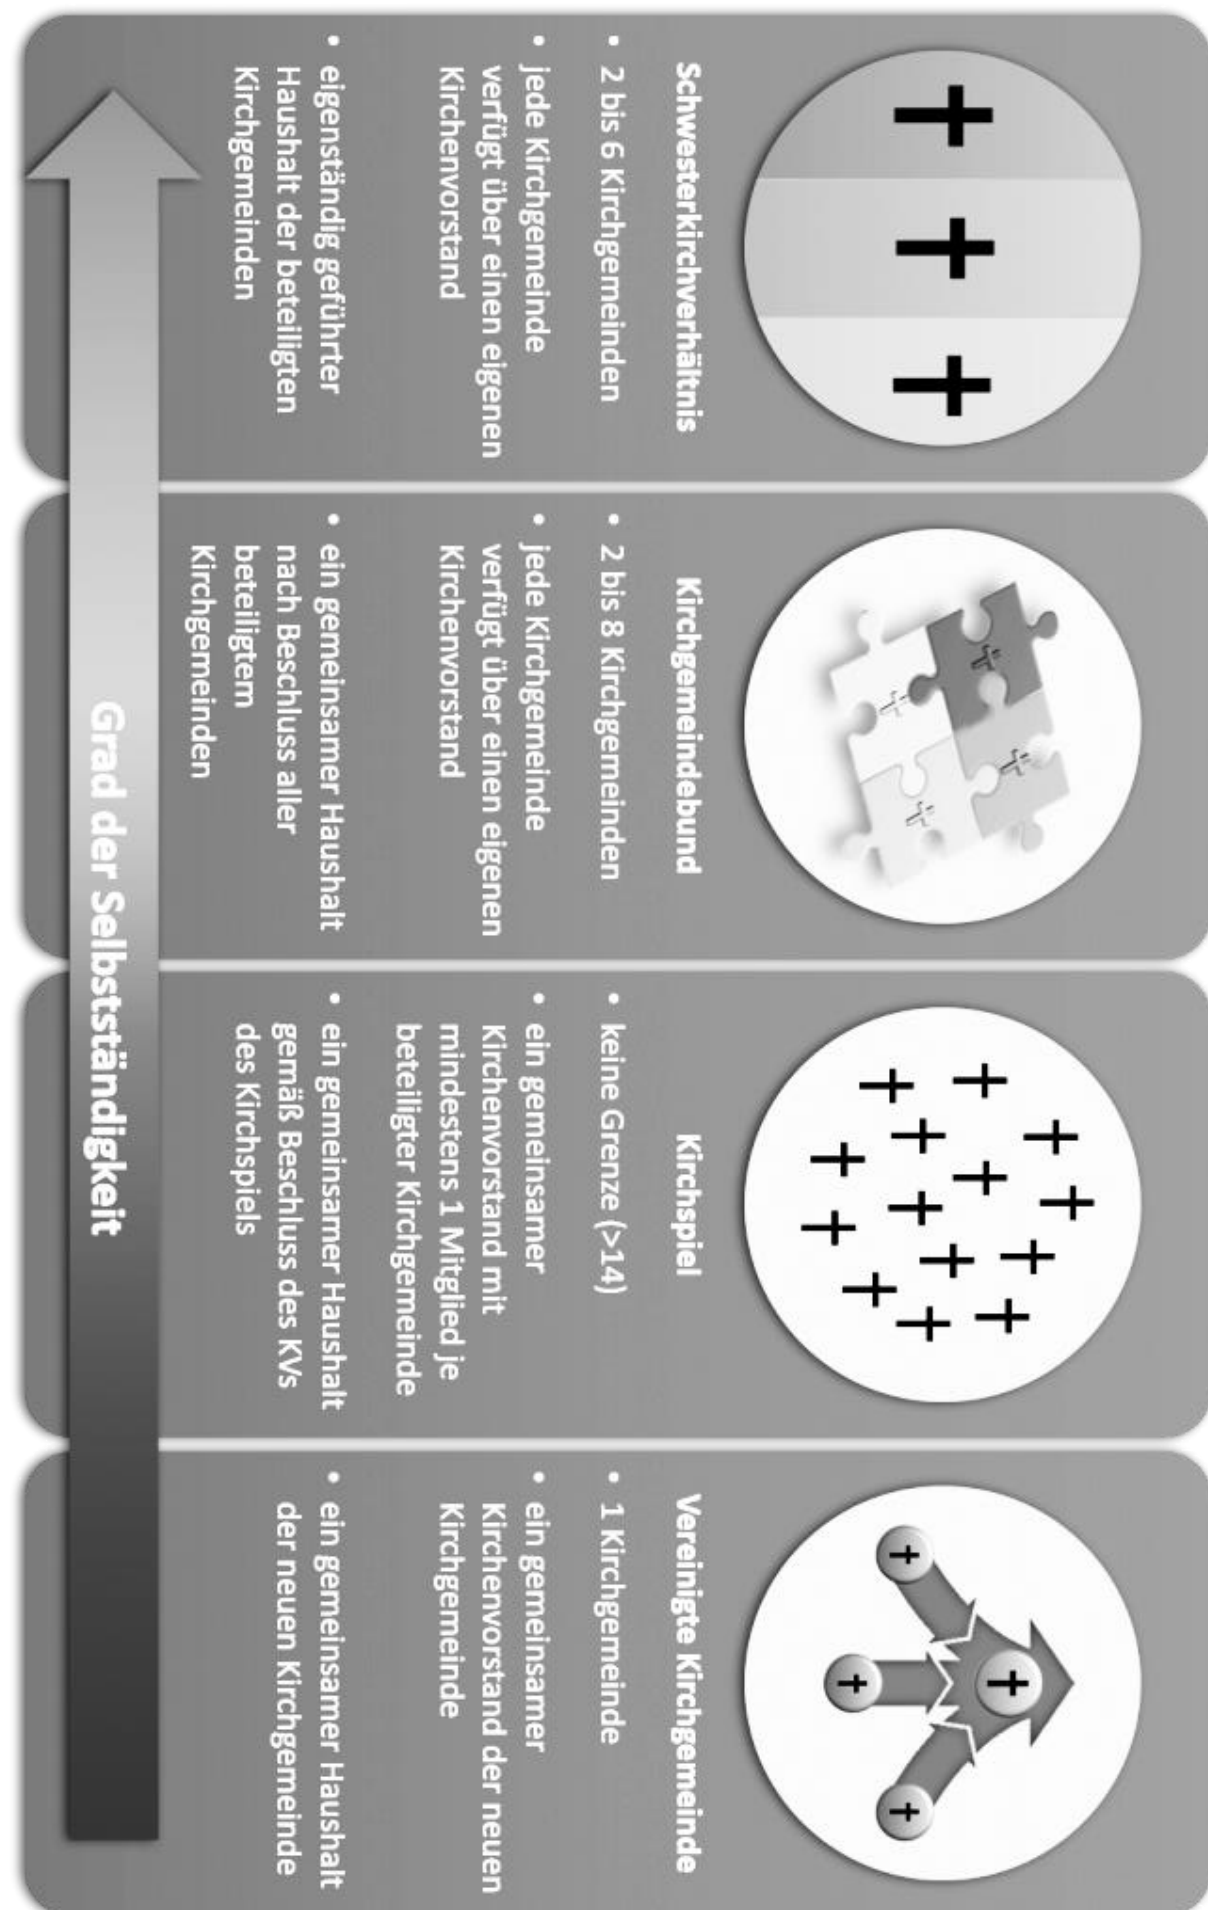 Schwesterkirchverhältnis
• 2 bis 6 Kirchgemeinden
• jede Kirchgemeinde
verfügt über einen eigenen
Kirchenvorstand
• eigenständig geführter
Haushalt der beteiligten
Kirchgemeinden
Kirchgemeindebund
• 2 bis 8 Kirchgemeinden
• jede Kirchgemeinde
verfügt über einen eigenen
Kirchenvorstand
• ein gemeinsamer Haushalt
nach Beschluss aller
beteiligtem
Kirchgemeinden
Kirchspiel
• keine Grenze (>14)
• ein gemeinsamer
Kirchenvorstand mit
mindestens 1 Mitglied je
beteiligter Kirchgemeinde
• ein gemeinsamer Haushalt
gemäß Beschluss des KVs
des Kirchspiels
Vereinigte Kirchgemeinde
• 1 Kirchgemeinde
• ein gemeinsamer
Kirchenvorstand der neuen
Kirchgemeinde
• ein gemeinsamer Haushalt
der neuen Kirchgemeinde
Grad der Selbstständigkeit